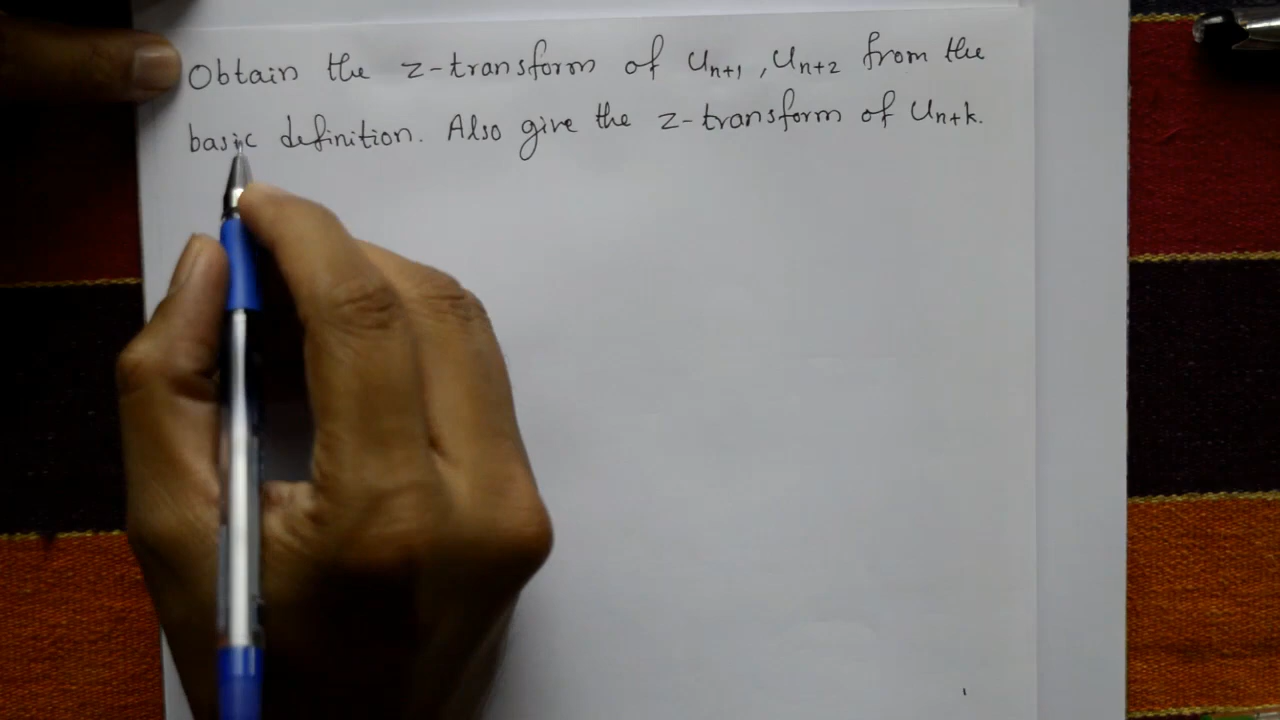 Obtain the z-transform of Un+1, Un+2 from the
basic definition. Also give the z-transform of Un+k.